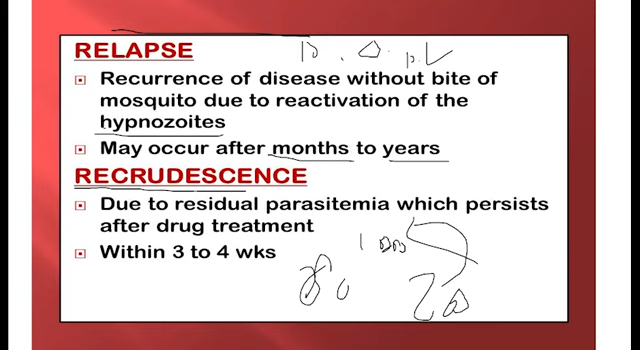 RELAPSE
Recurrence of disease without bite of
mosquito due to reactivation of the
hypnozoites
May occur after months to years
RECRUDESCENCE
Due to residual parasitemia which persists
after drug treatment
Within 3 to 4 wks